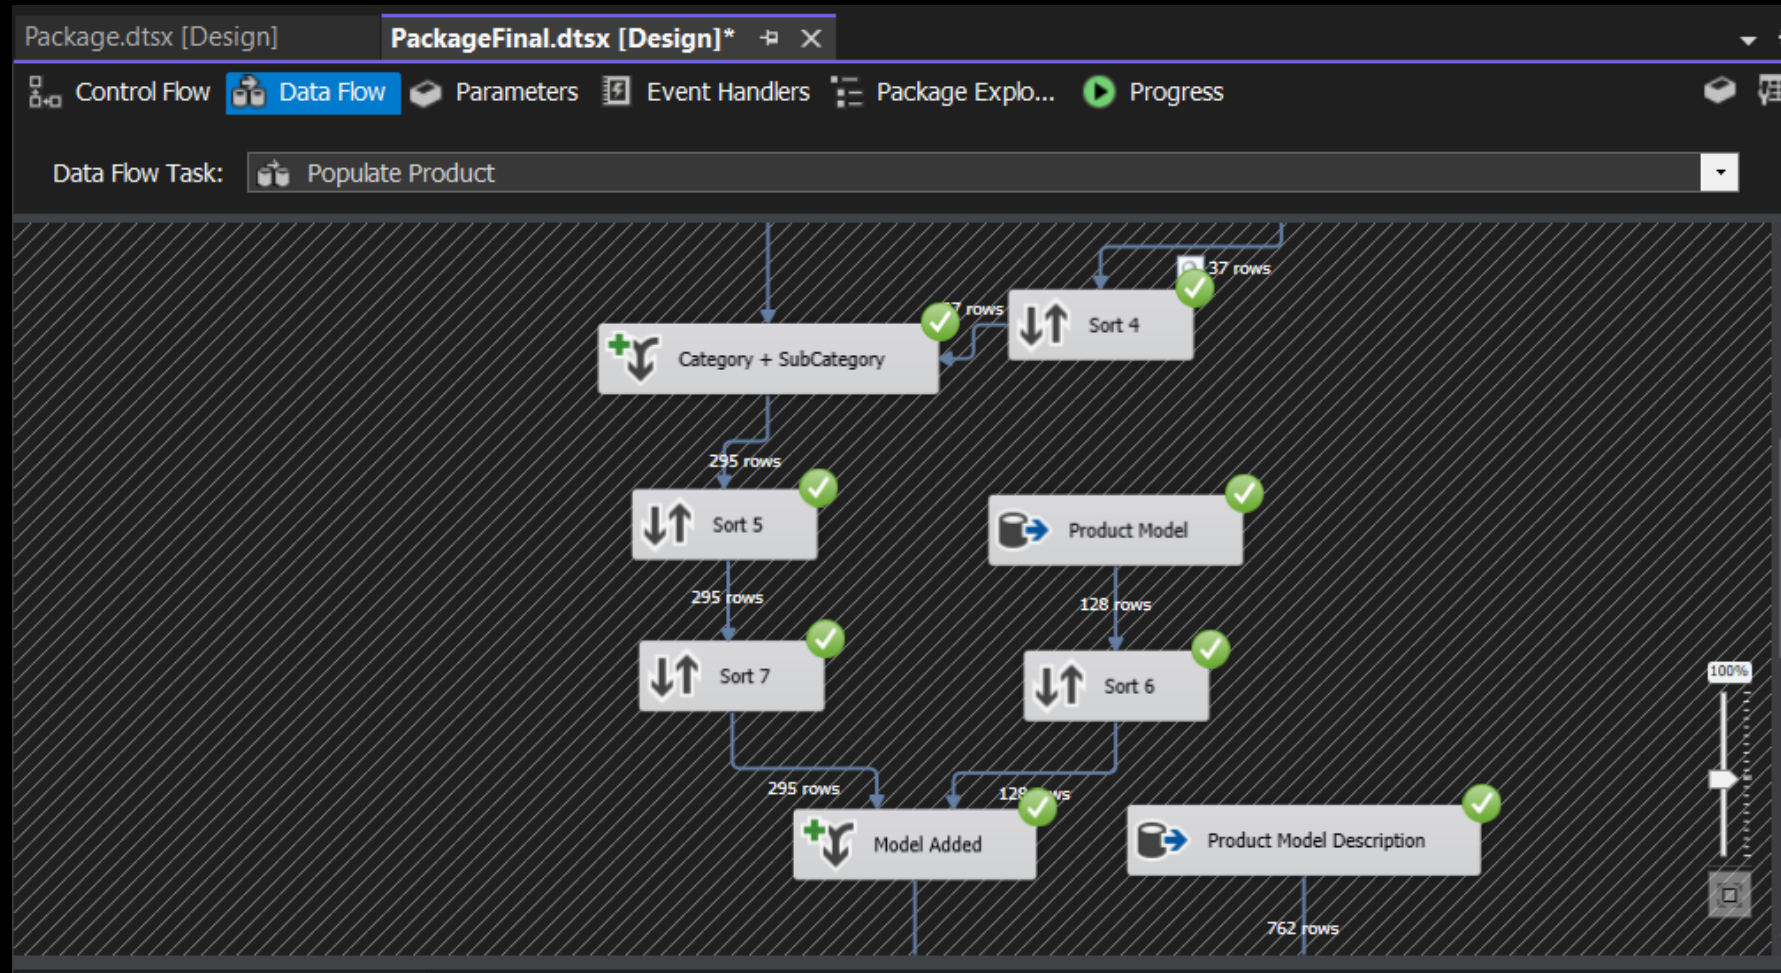 Package.dtsx [Design]
PackageFinal.dtsx [Design]*
Control Flow
Data Flow
Parameters
Event Handlers
Package Explo...
Progress
Data Flow Task:
Populate Product
37 rows
rows
Sort 4
Category + SubCategory
295 rows
Sort 5
Product Model
295 rows
128 rows
Sort 7
Sort 6
100%
295 rows
128
Model Added
Product Model Description
762 rows